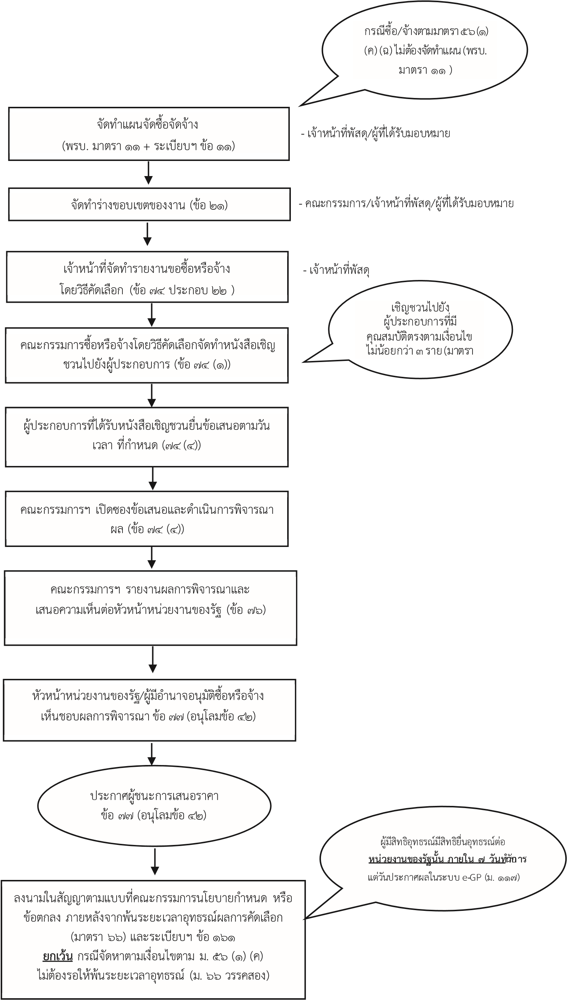 กรณีซื้อ/จ้างตามมาตรา ๕๖ (๑)
(ค) (ฉ) ไม่ต้องจัดทำแผน (พรบ.
มาตรา ๑๑ )
จัดทำแผนจัดซื้อจัดจ้าง
(พรบ. มาตรา ๑๑ + ระเบียบฯ ข้อ ๑๑)
- เจ้าหน้าที่พัสดุ/ผู้ที่ได้รับมอบหมาย
จัดทำร่างขอบเขตของงาน (ข้อ ๒๑)
- คณะกรรมการ/เจ้าหน้าที่พัสดุ/ผู้ที่ได้รับมอบหมาย
เจ้าหน้าที่จัดทำรายงานขอซื้อหรือจ้าง
โดยวิธีคัดเลือก (ข้อ ๗๔ ประกอบ ๒๒ )
- เจ้าหน้าที่พัสดุ
เชิญชวนไปยัง
ผู้ประกอบการที่มี
คุณสมบัติตรงตามเงื่อนไข
ไม่น้อยกว่า ๓ ราย (มาตรา
คณะกรรมการซื้อหรือจ้างโดยวิธีคัดเลือกจัดทำหนังสือเชิญ
ชวนไปยังผู้ประกอบการ (ข้อ ๗๔ (๑))
ผู้ประกอบการที่ได้รับหนังสือเชิญชวนยื่นข้อเสนอตามวัน
เวลา ที่กำหนด (๗๔ (๔))
คณะกรรมการฯ เปิดซองข้อเสนอและดำเนินการพิจารณา
ผล (ข้อ ๗๔ (๔))
คณะกรรมการฯ รายงานผลการพิจารณาและ
เสนอความเห็นต่อหัวหน้าหน่วยงานของรัฐ (ข้อ ๗๖)
หัวหน้าหน่วยงานของรัฐ/ผู้มีอำนาจอนุมัติซื้อหรือจ้าง
เห็นชอบผลการพิจารณา ข้อ ๗๗ (อนุโลมข้อ ๔๒)
ประกาศผู้ชนะการเสนอราคา
ข้อ ๗๗ (อนุโลมข้อ ๔๒)
ผู้มีสิทธิอุทธรณ์มีสิทธิยื่นอุทธรณ์ต่อ
หน่วยงานของรัฐนั้น ภายใน ๗ วันทำการ
แต่วันประกาศผลในระบบ e-GP (ม. ๑๑๗)
ลงนามในสัญญาตามแบบที่คณะกรรมการนโยบายกำหนด หรือ
ข้อตกลง ภายหลังจากพ้นระยะเวลาอุทธรณ์ผลการคัดเลือก
(มาตรา ๖๖) และระเบียบฯ ข้อ ๑๖๑
ยกเว้น กรณีจัดหาตามเงื่อนไขตาม ม. ๕๖ (๑) (ค)
ไม่ต้องรอให้พ้นระยะเวลาอุทธรณ์ (ม. ๖๖ วรรคสอง)